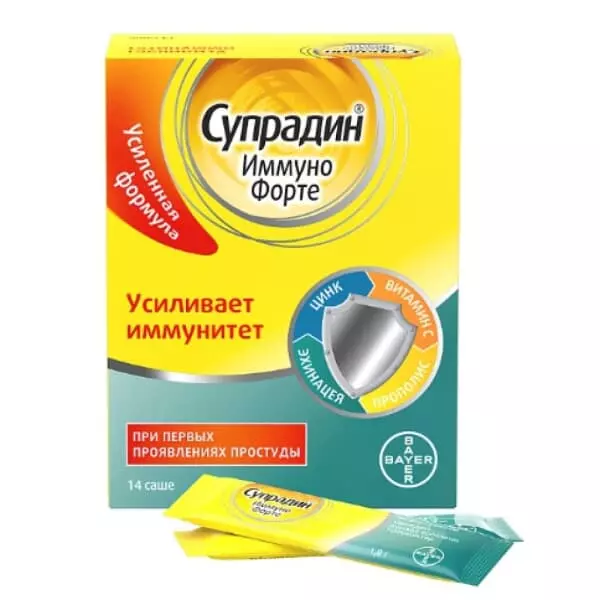 Усиленная
формула
Супрадин®
Иммуно
Форте
Усиливает
иммунитет
ЦИНК
ВИТАМИН C
ЭХИНАЦЕЯ
ПРОПОЛИС
ПРИ ПЕРВЫХ
ПРОЯВЛЕНИЯХ ПРОСТУДЫ
14 саше
BAYER
BAYER
Супрадин
Иммуно
Форте